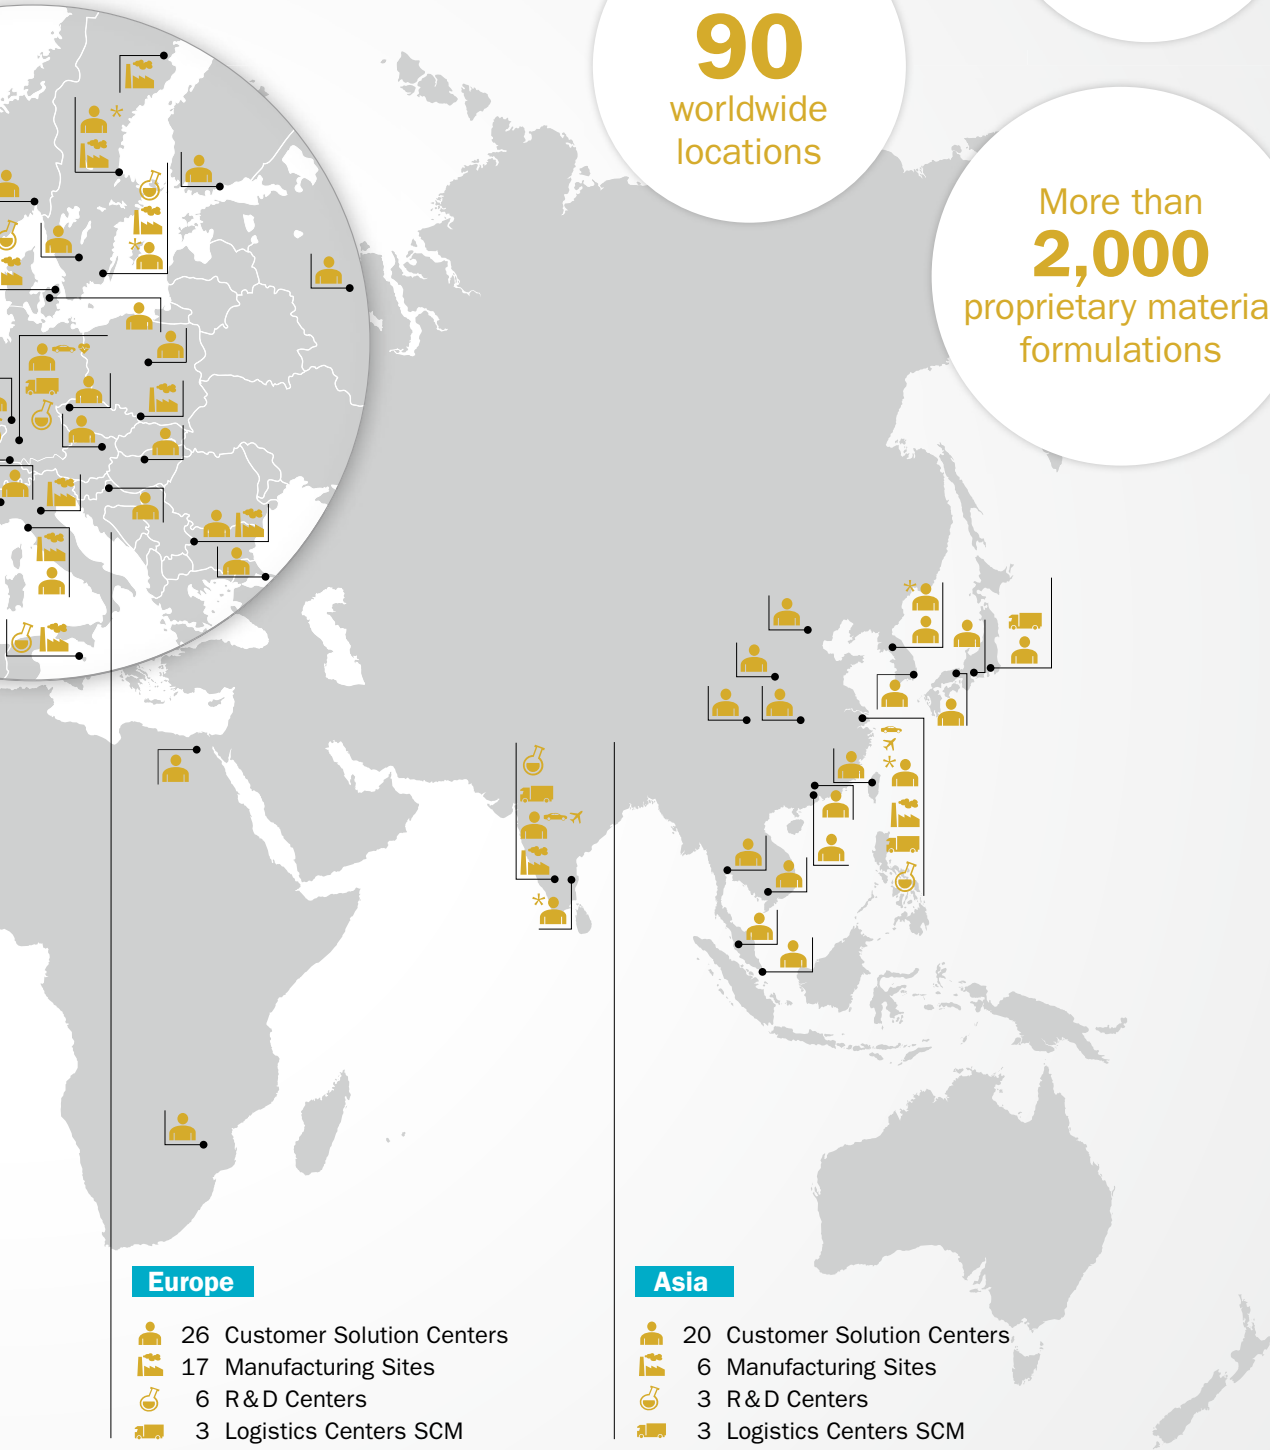 90
worldwide
locations
More than
2,000
proprietary materia
formulations
Europe
26 Customer Solution Centers
17 Manufacturing Sites
6 R&D Centers
3 Logistics Centers SCM
Asia
20 Customer Solution Centers
6 Manufacturing Sites
3 R&D Centers
3 Logistics Centers SCM